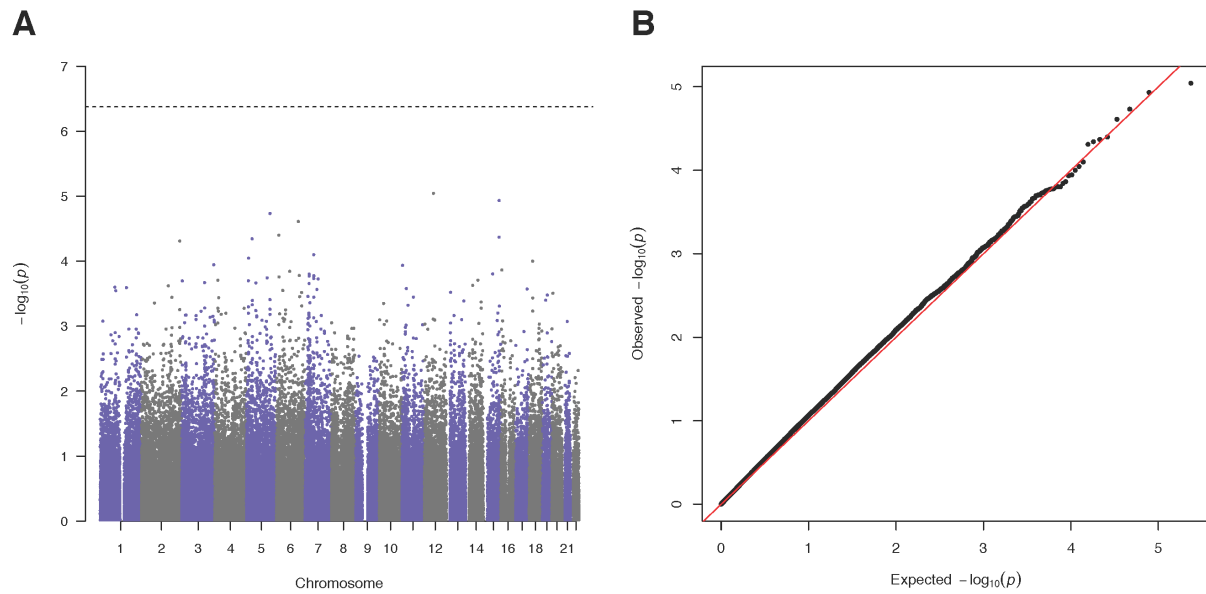 A
7
6
5
4
3
2
1
0
−log₁₀(p)
1 2 3 4 5 6 7 8 9 10 12 14 16 18 21
Chromosome
B
5
4
3
2
1
0
Observed −log₁₀(p)
0 1 2 3 4 5
Expected −log₁₀(p)